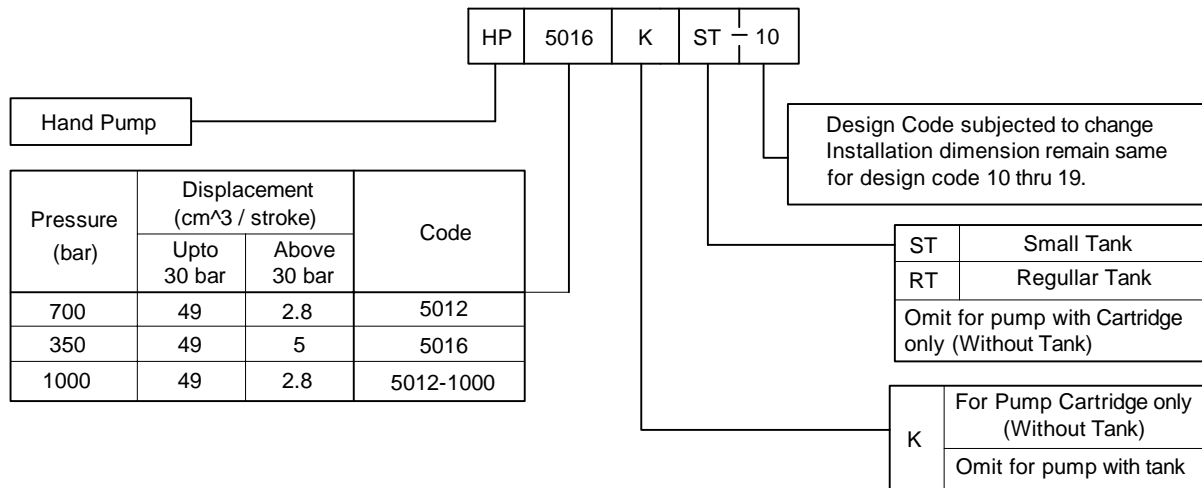 HP 5016 K ST - 10
Hand Pump
Design Code subjected to change
Installation dimension remain same
for design code 10 thru 19.
Pressure
(bar)
Displacement
(cm^3 / stroke)
Code
Upto
30 bar
Above
30 bar
700 49 2.8 5012
350 49 5 5016
1000 49 2.8 5012-1000
ST Small Tank
RT Regullar Tank
Omit for pump with Cartridge
only (Without Tank)
K
For Pump Cartridge only
(Without Tank)
Omit for pump with tank